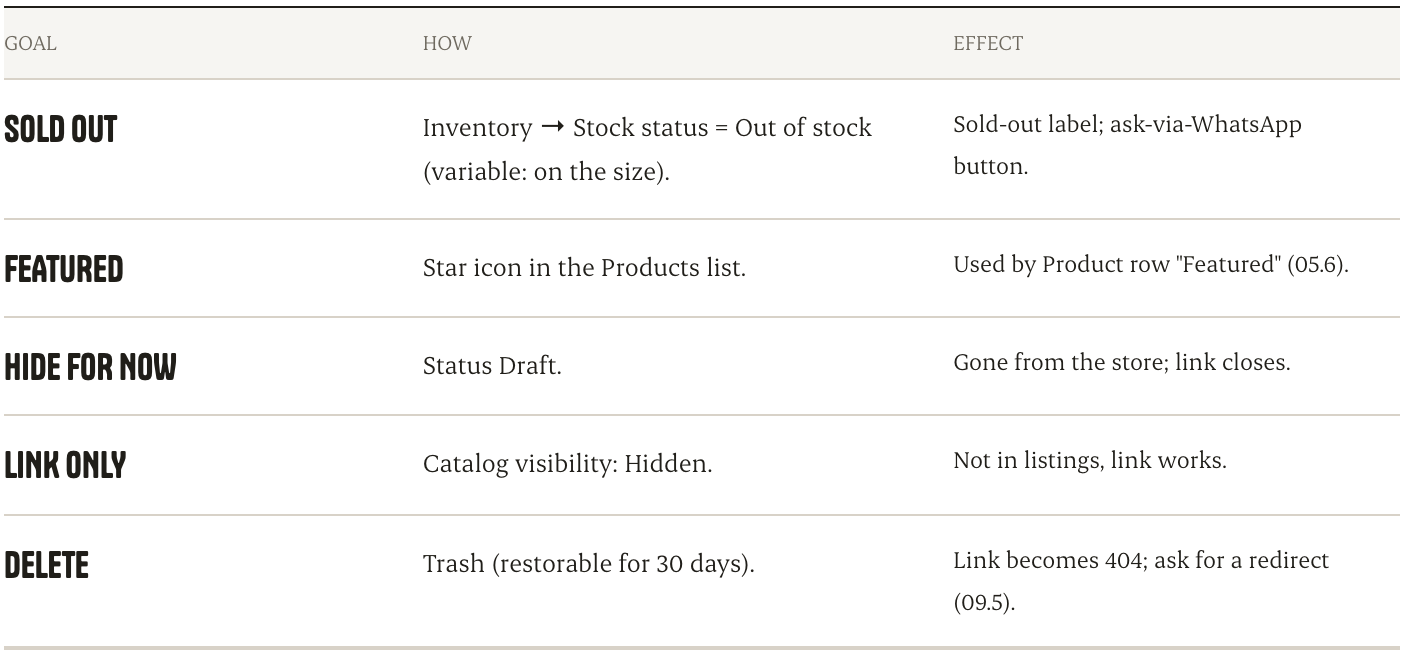 GOAL HOW EFFECT
SOLD OUT Inventory → Stock status = Out of stock Sold-out label; ask-via-WhatsApp
(variable: on the size). button.
FEATURED Star icon in the Products list. Used by Product row "Featured" (05.6).
HIDE FOR NOW Status Draft. Gone from the store; link closes.
LINK ONLY Catalog visibility: Hidden. Not in listings, link works.
DELETE Trash (restorable for 30 days). Link becomes 404; ask for a redirect
(09.5).